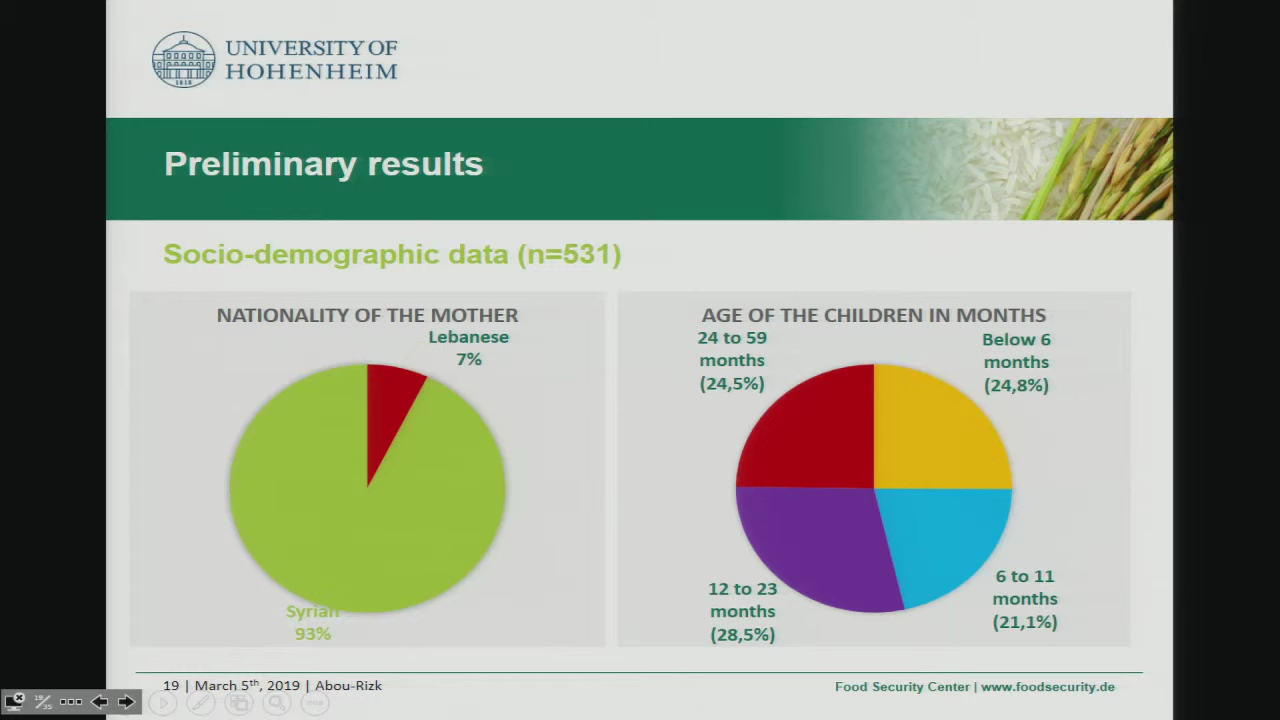 UNIVERSITY OF
HOHENHEIM
1818
Preliminary results
Socio-demographic data (n=531)
NATIONALITY OF THE MOTHER
Lebanese
7%
Syrian
93%
AGE OF THE CHILDREN IN MONTHS
24 to 59
months
(24,5%)
Below 6
months
(24,8%)
12 to 23
months
(28,5%)
6 to 11
months
(21,1%)
19 | March 5th, 2019 | Abou-Rizk
Food Security Center | www.foodsecurity.de
19/35